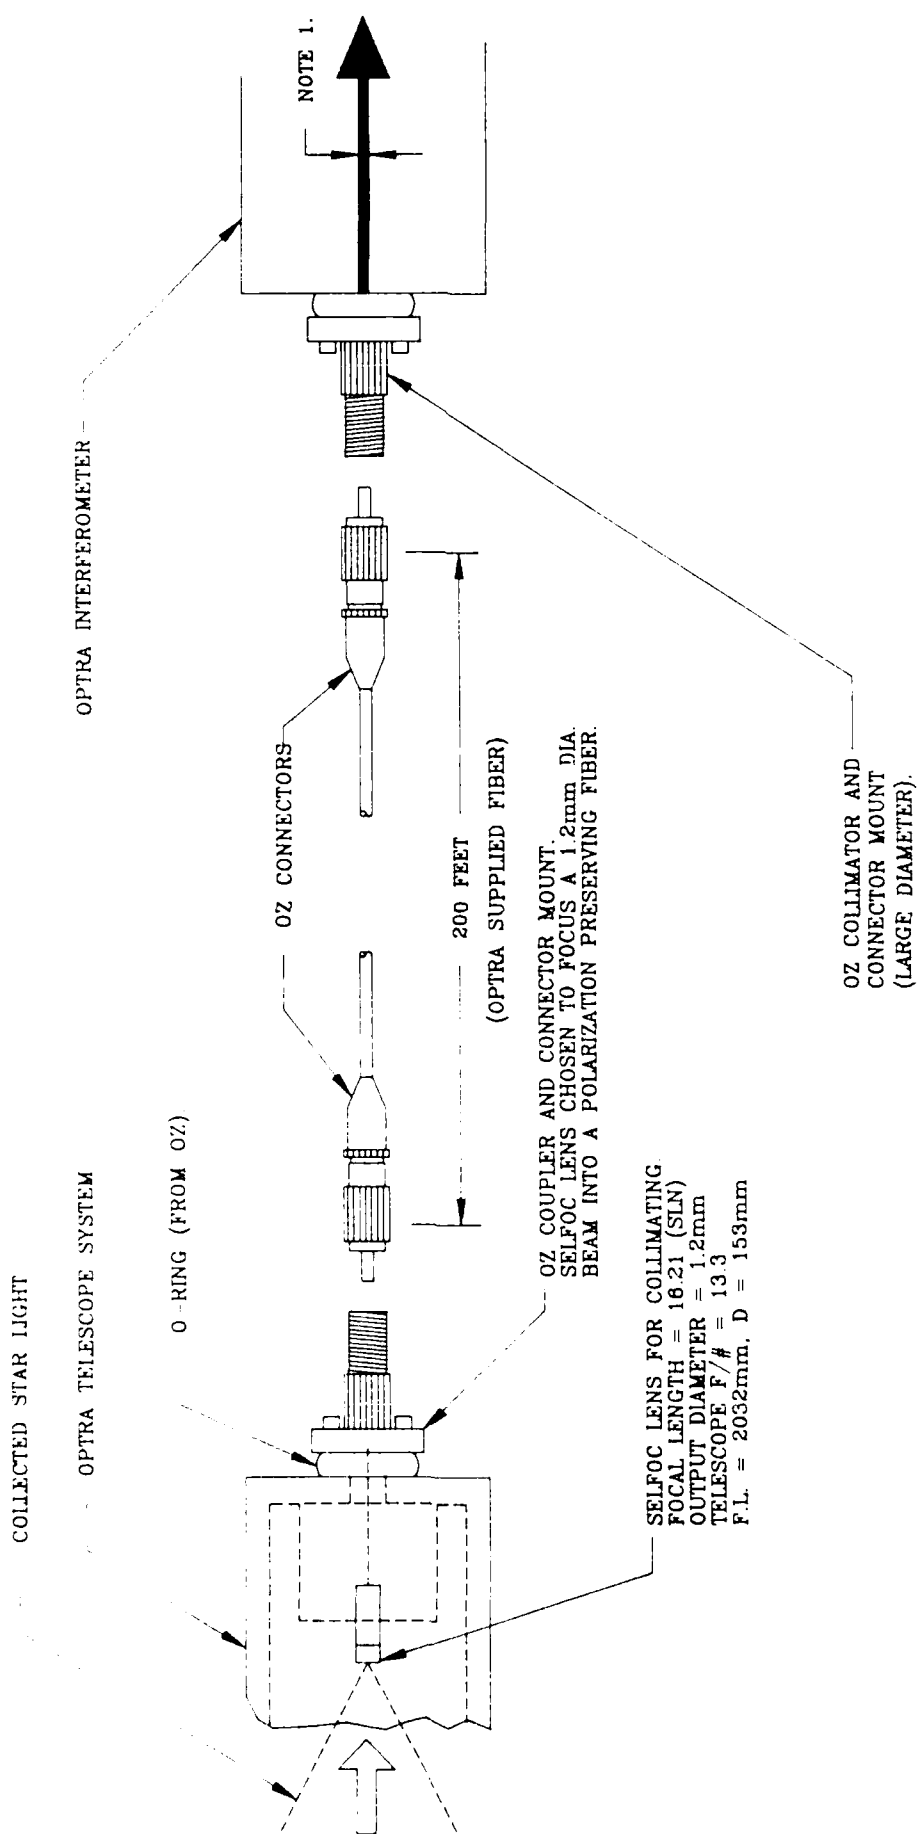 COLLECTED STAR LIGHT
OPTRA TELESCOPE SYSTEM
O-RING (FROM OZ)
OZ CONNECTORS
OPTRA INTERFEROMETER
NOTE 1.
200 FEET
(OPTRA SUPPLIED FIBER)
OZ COUPLER AND CONNECTOR MOUNT.
SELFOC LENS CHOSEN TO FOCUS A 1.2mm DIA.
BEAM INTO A POLARIZATION PRESERVING FIBER.
SELFOC LENS FOR COLLIMATING.
FOCAL LENGTH = 16.21 (SLN)
OUTPUT DIAMETER = 1.2mm
TELESCOPE F/# = 13.3
F.L. = 2032mm, D = 153mm
OZ COLLIMATOR AND
CONNECTOR MOUNT
(LARGE DIAMETER).